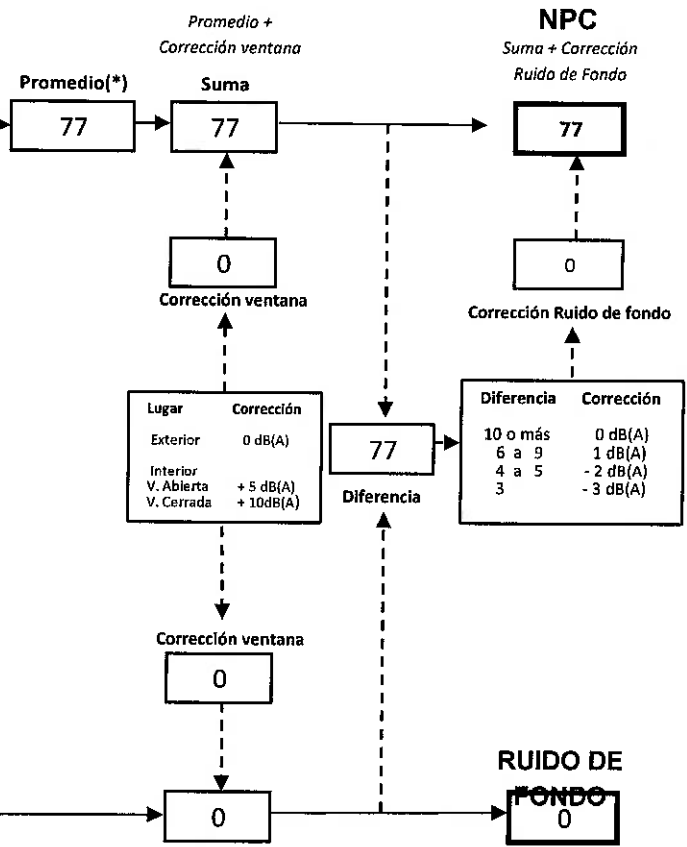 Promedio +
Corrección ventana
NPC
Suma + Corrección
Ruido de Fondo
Promedio(*)
Suma
77
77
77
0
0
Corrección ventana
Corrección Ruido de fondo
Lugar Corrección
Exterior 0 dB(A)
Interior
V. Abierta + 5 dB(A)
V. Cerrada + 10dB(A)
77
Diferencia
Diferencia Corrección
10 o más 0 dB(A)
6 a 9 1 dB(A)
4 a 5 - 2 dB(A)
3 - 3 dB(A)
Corrección ventana
0
RUIDO DE
FONDO
0
0